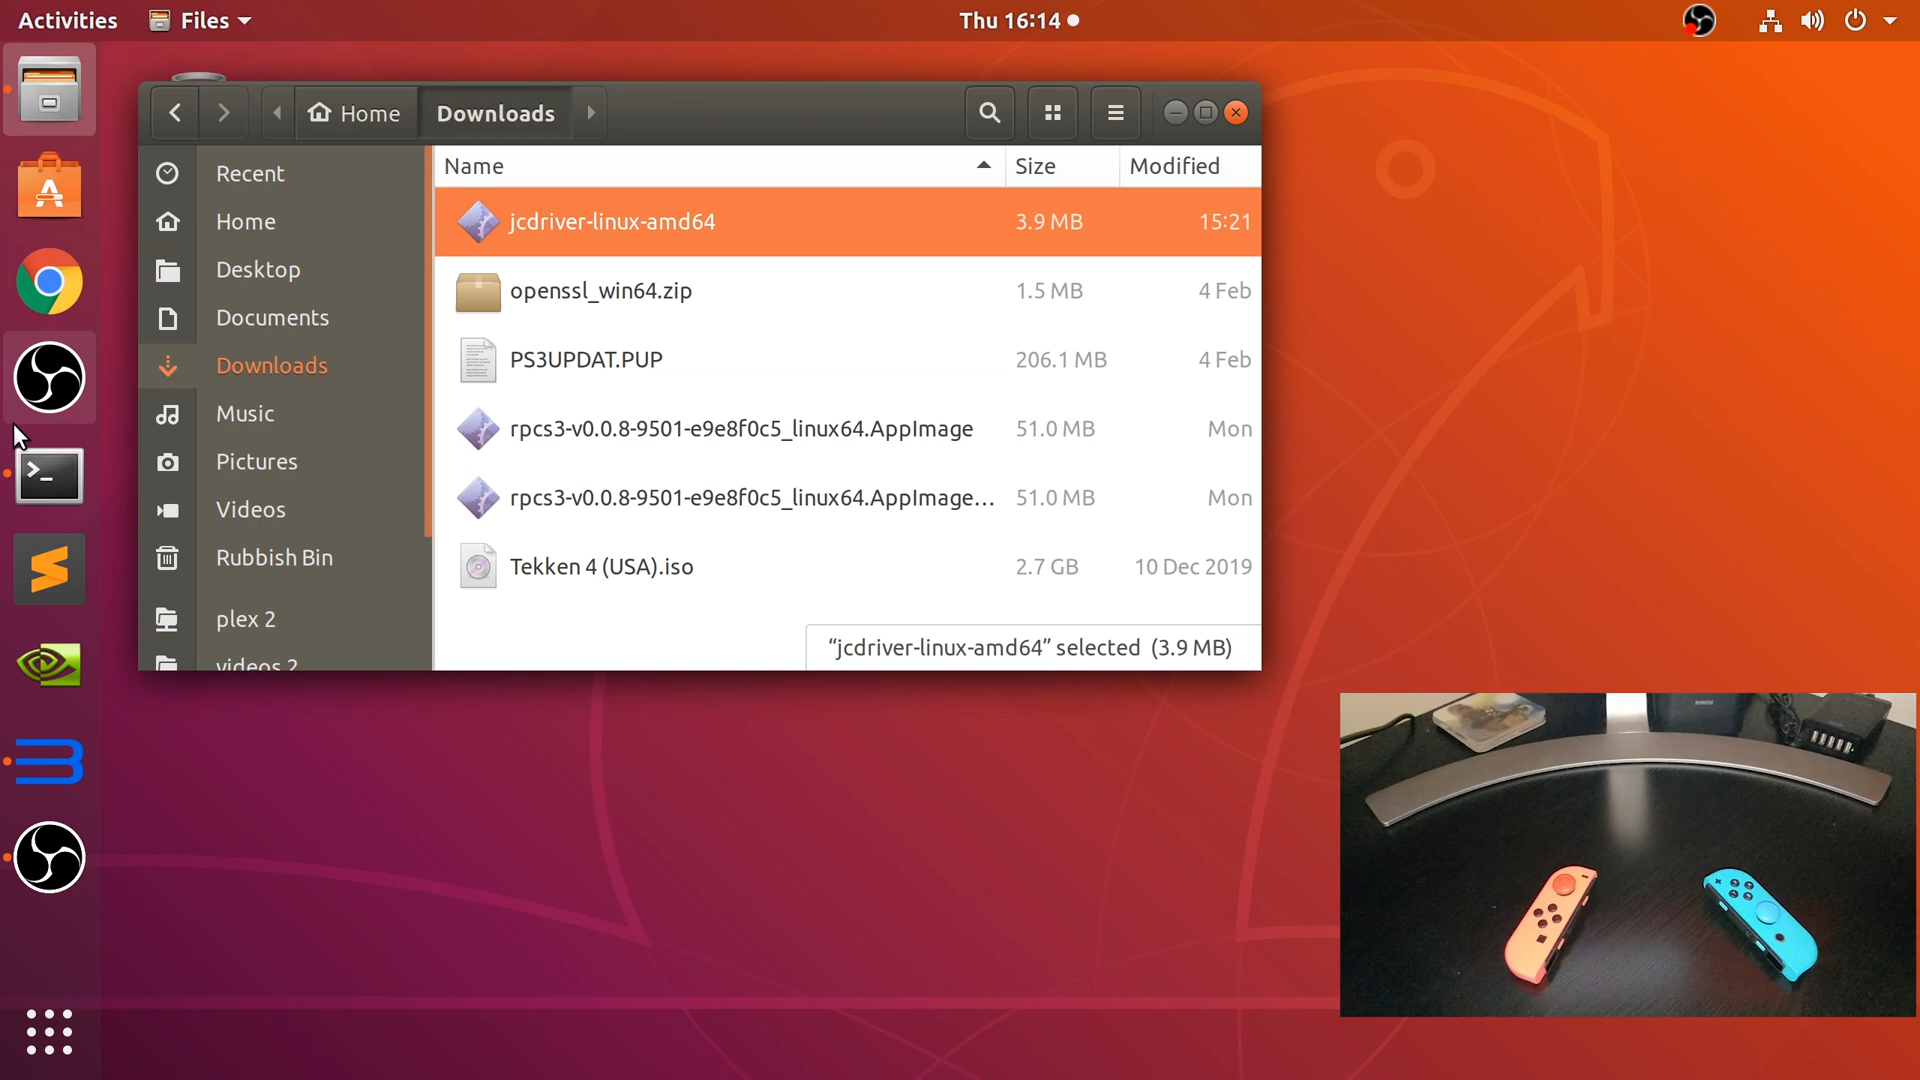 Activities Files Thu 16:14
Home Downloads
Recent
Home
Desktop
Documents
Downloads
Music
Pictures
Videos
Rubbish Bin
plex 2
videos 2
Name Size Modified
jcdriver-linux-amd64 3.9 MB 15:21
openssl_win64.zip 1.5 MB 4 Feb
PS3UPDAT.PUP 206.1 MB 4 Feb
rpcs3-v0.0.8-9501-e9e8f0c5_linux64.AppImage 51.0 MB Mon
rpcs3-v0.0.8-9501-e9e8f0c5_linux64.AppImage… 51.0 MB Mon
Tekken 4 (USA).iso 2.7 GB 10 Dec 2019
“jcdriver-linux-amd64” selected (3.9 MB)